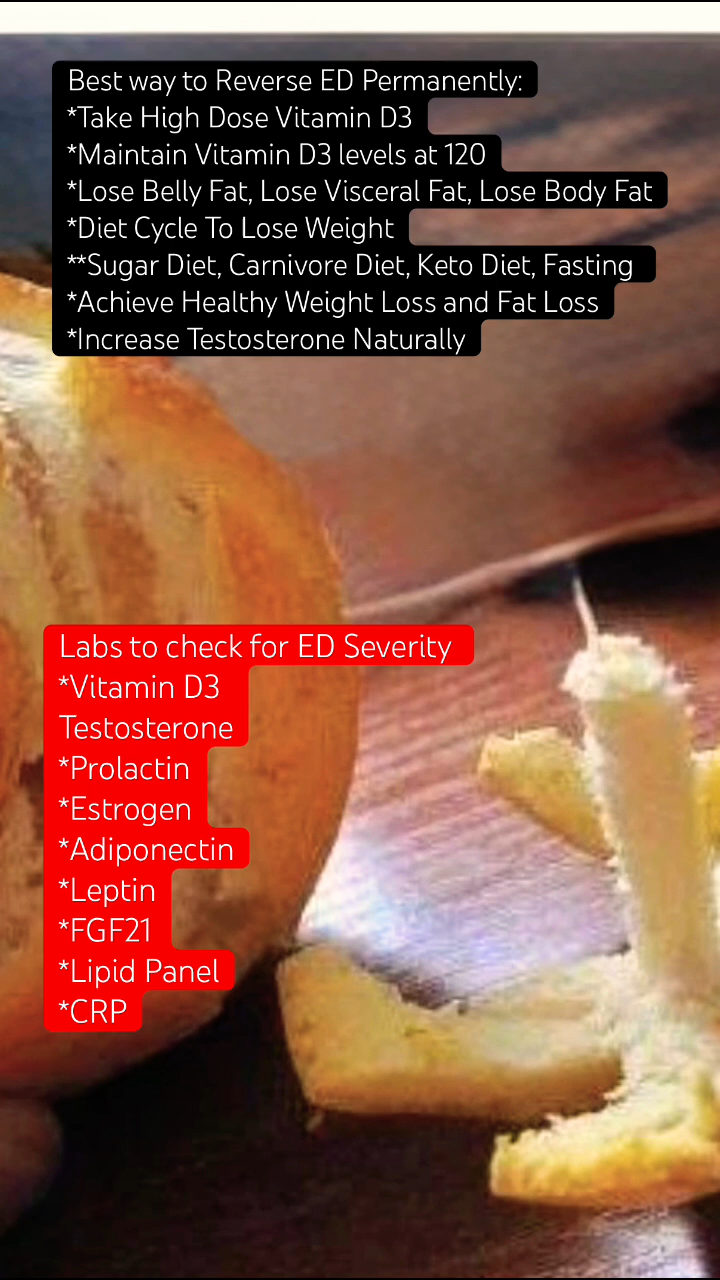 Best way to Reverse ED Permanently:
*Take High Dose Vitamin D3
*Maintain Vitamin D3 levels at 120
*Lose Belly Fat, Lose Visceral Fat, Lose Body Fat
*Diet Cycle To Lose Weight
**Sugar Diet, Carnivore Diet, Keto Diet, Fasting
*Achieve Healthy Weight Loss and Fat Loss
*Increase Testosterone Naturally
Labs to check for ED Severity
*Vitamin D3
Testosterone
*Prolactin
*Estrogen
*Adiponectin
*Leptin
*FGF21
*Lipid Panel
*CRP